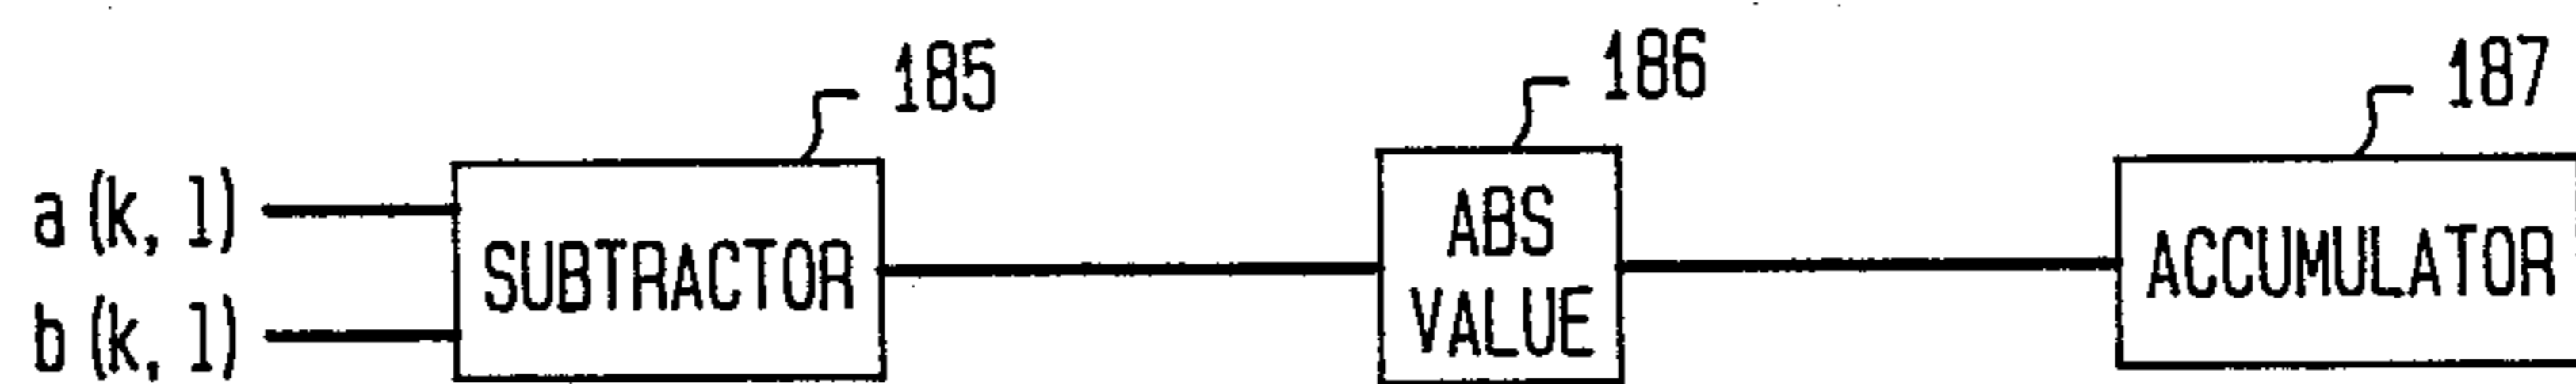 185
186
187
a (k, l)
b (k, l)
SUBTRACTOR
ABS
VALUE
ACCUMULATOR